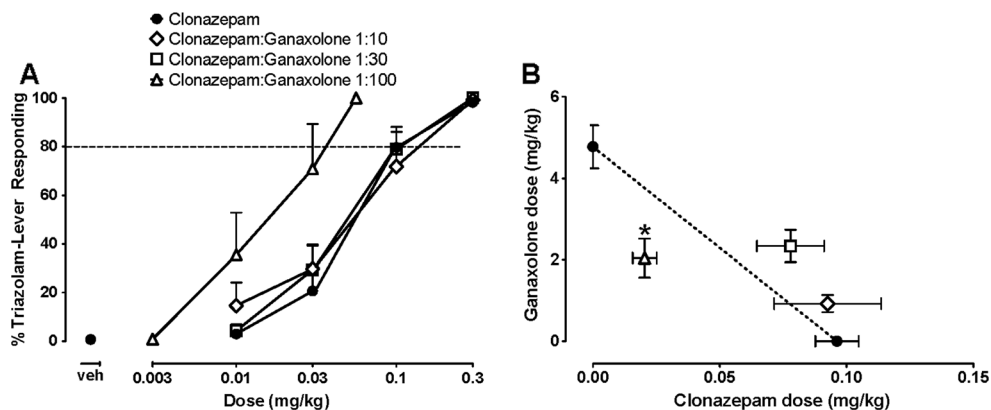 Clonazepam
Clonazepam:Ganaxolone 1:10
Clonazepam:Ganaxolone 1:30
Clonazepam:Ganaxolone 1:100
A
% Triazolam-Lever Responding
100
80
60
40
20
0
veh
0.003
0.01
0.03
0.1
0.3
Dose (mg/kg)
B
Ganaxolone dose (mg/kg)
6
4
2
0
*
0.00
0.05
0.10
0.15
Clonazepam dose (mg/kg)